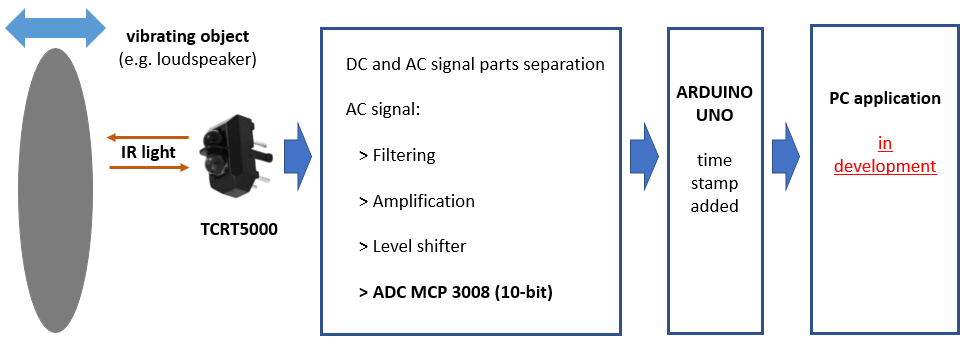 vibrating object
(e.g. loudspeaker)
IR light
TCRT5000
DC and AC signal parts separation
AC signal:
> Filtering
> Amplification
> Level shifter
> ADC MCP 3008 (10-bit)
ARDUINO
UNO
time
stamp
added
PC application
in
development